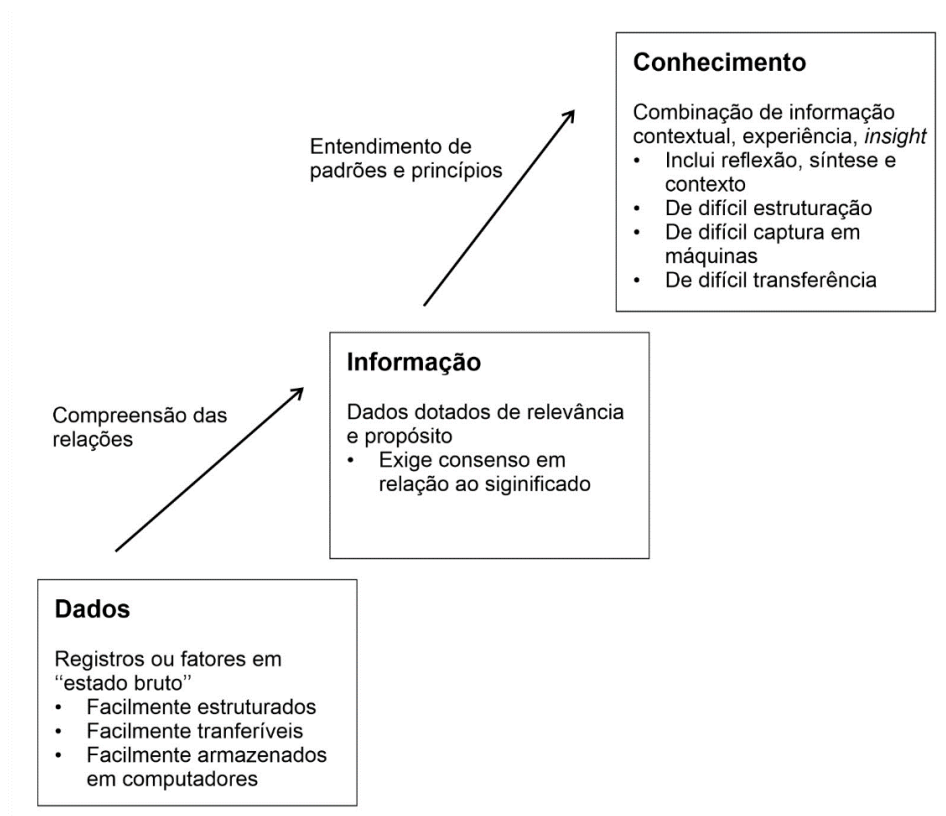 Conhecimento
Combinação de informação
contextual, experiência, insight
• Inclui reflexão, síntese e
contexto
• De difícil estruturação
• De difícil captura em
máquinas
• De difícil transferência
Entendimento de
padrões e princípios
Informação
Dados dotados de relevância
e propósito
• Exige consenso em
relação ao siginificado
Compreensão das
relações
Dados
Registros ou fatores em
‘‘estado bruto’’
• Facilmente estruturados
• Facilmente tranferíveis
• Facilmente armazenados
em computadores